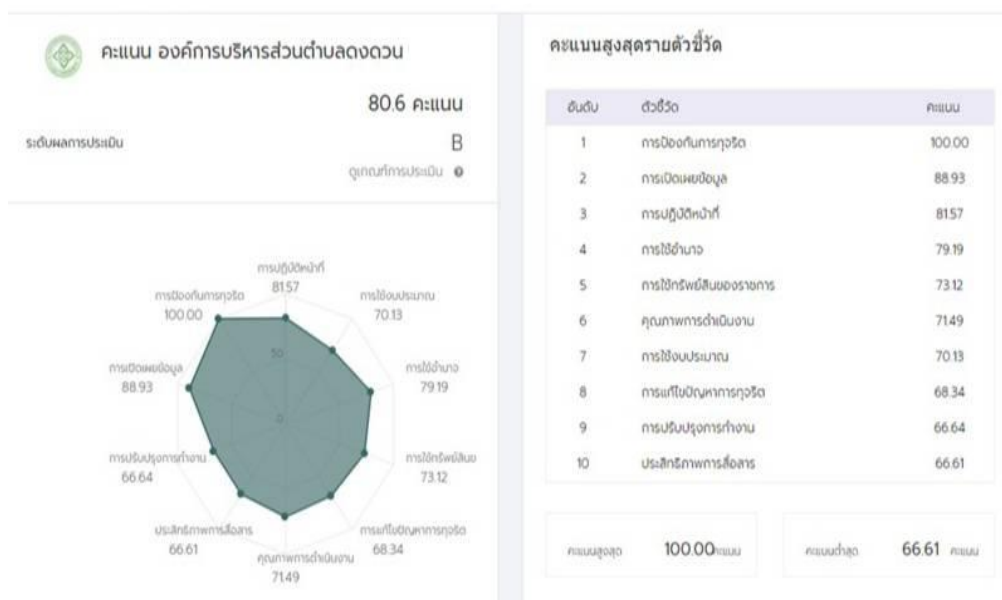 คะแนน องค์การบริหารส่วนตำบลดงดวน
80.6 คะแนน
ระดับผลการประเมิน
B
ดูเกณฑ์การประเมิน
การปฏิบัติหน้าที่
81.57
การใช้งบประมาณ
70.13
การใช้อำนาจ
79.19
การใช้ทรัพย์สินข
73.12
การแก้ไขปัญหาการทุจริต
68.34
คุณภาพการดำเนินงาน
71.49
ประสิทธิภาพการสื่อสาร
66.61
การปรับปรุงการทำงาน
66.64
การเปิดเผยข้อมูล
88.93
การป้องกันการทุจริต
100.00
50
0
คะแนนสูงสุดรายตัวชี้วัด
อันดับ ตัวชี้วัด คะแนน
1 การป้องกันการทุจริต 100.00
2 การเปิดเผยข้อมูล 88.93
3 การปฏิบัติหน้าที่ 81.57
4 การใช้อำนาจ 79.19
5 การใช้ทรัพย์สินของราชการ 73.12
6 คุณภาพการดำเนินงาน 71.49
7 การใช้งบประมาณ 70.13
8 การแก้ไขปัญหาการทุจริต 68.34
9 การปรับปรุงการทำงาน 66.64
10 ประสิทธิภาพการสื่อสาร 66.61
คะแนนสูงสุด 100.00 คะแนน
คะแนนต่ำสุด 66.61 คะแนน